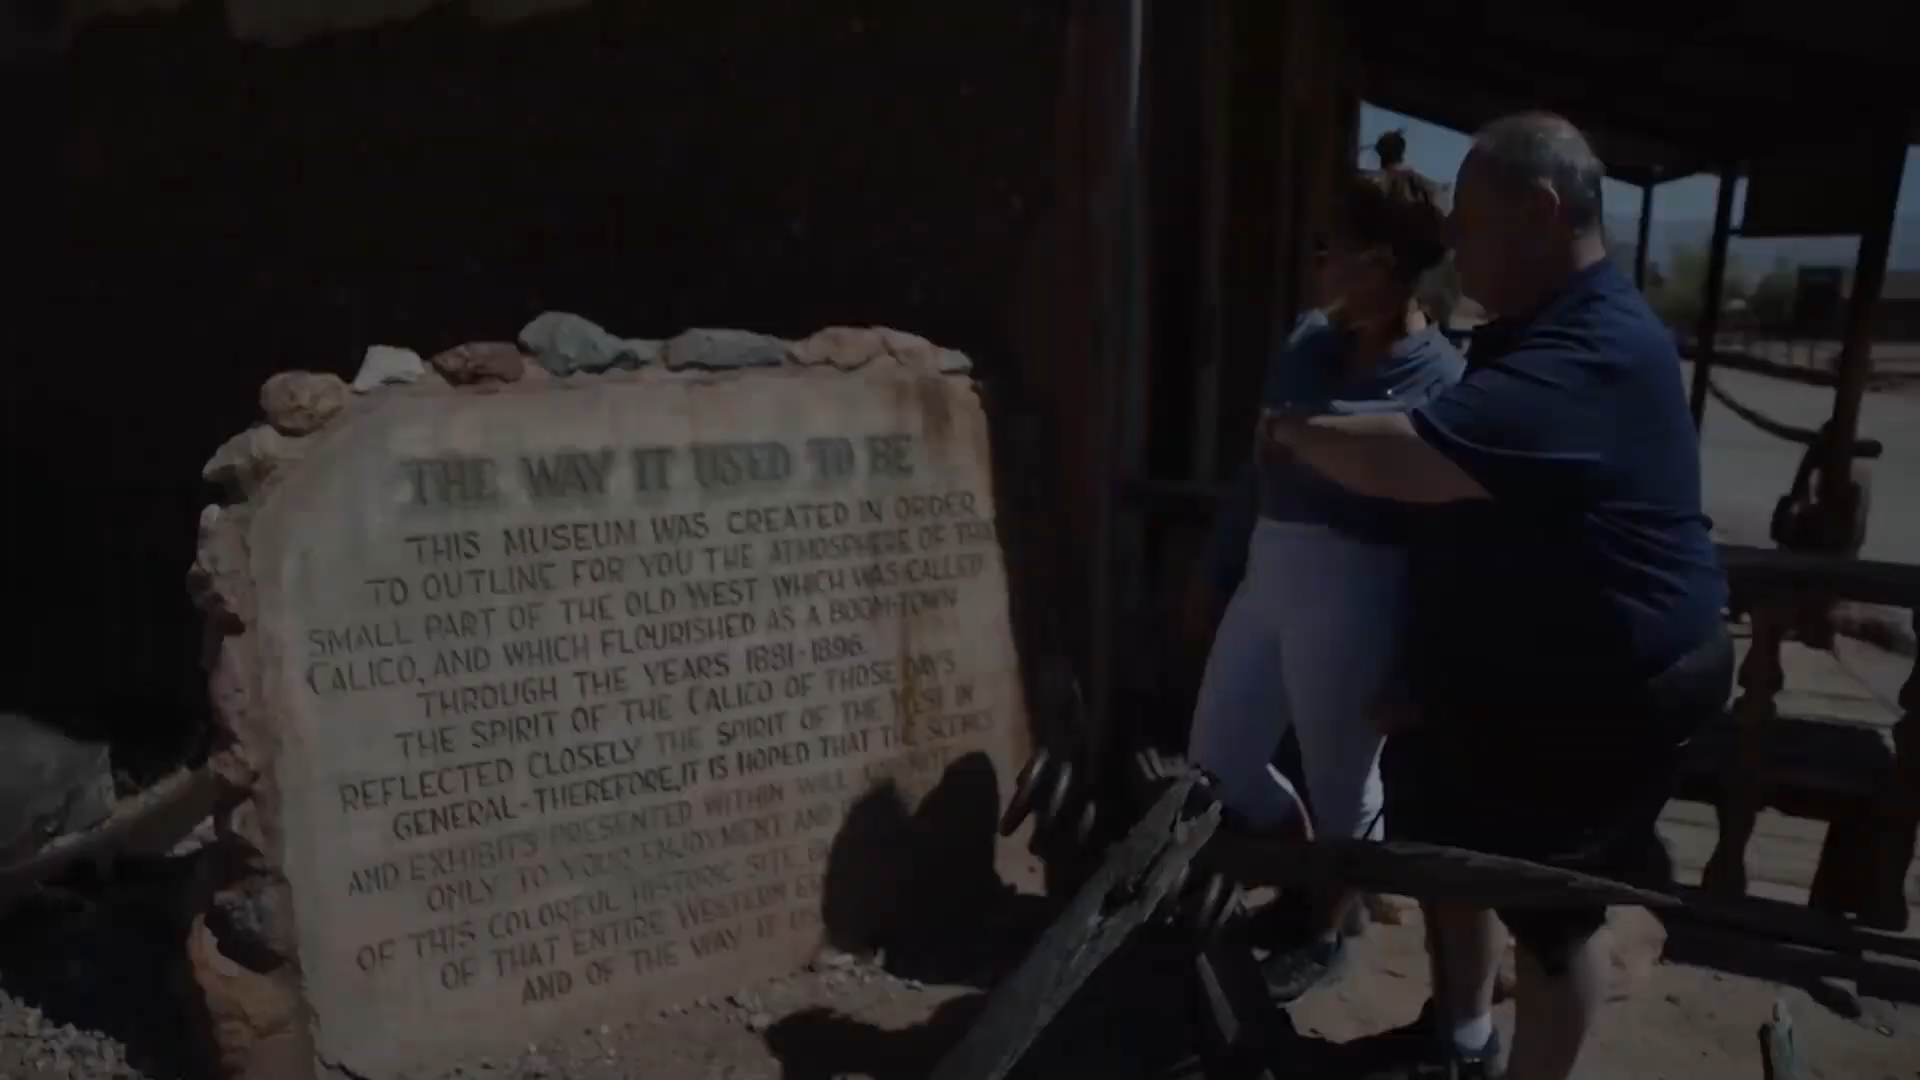 THE WAY IT USED TO BE
THIS MUSEUM WAS CREATED IN ORDER
TO OUTLINE FOR YOU THE ATMOSPHERE OF THIS
SMALL PART OF THE OLD WEST WHICH WAS CALLED
CALICO, AND WHICH FLOURISHED AS A BOOM-TOWN
THROUGH THE YEARS 1881-1896.
THE SPIRIT OF THE CALICO OF THOSE DAYS
REFLECTED CLOSELY THE SPIRIT OF THE WEST IN
GENERAL-THEREFORE, IT IS HOPED THAT THE SCENES
AND EXHIBITS PRESENTED WITHIN WILL
ONLY TO YOUR ENJOYMENT AND
OF THIS COLORFUL HISTORIC SITE,
OF THAT ENTIRE WESTERN
AND OF THE WAY IT